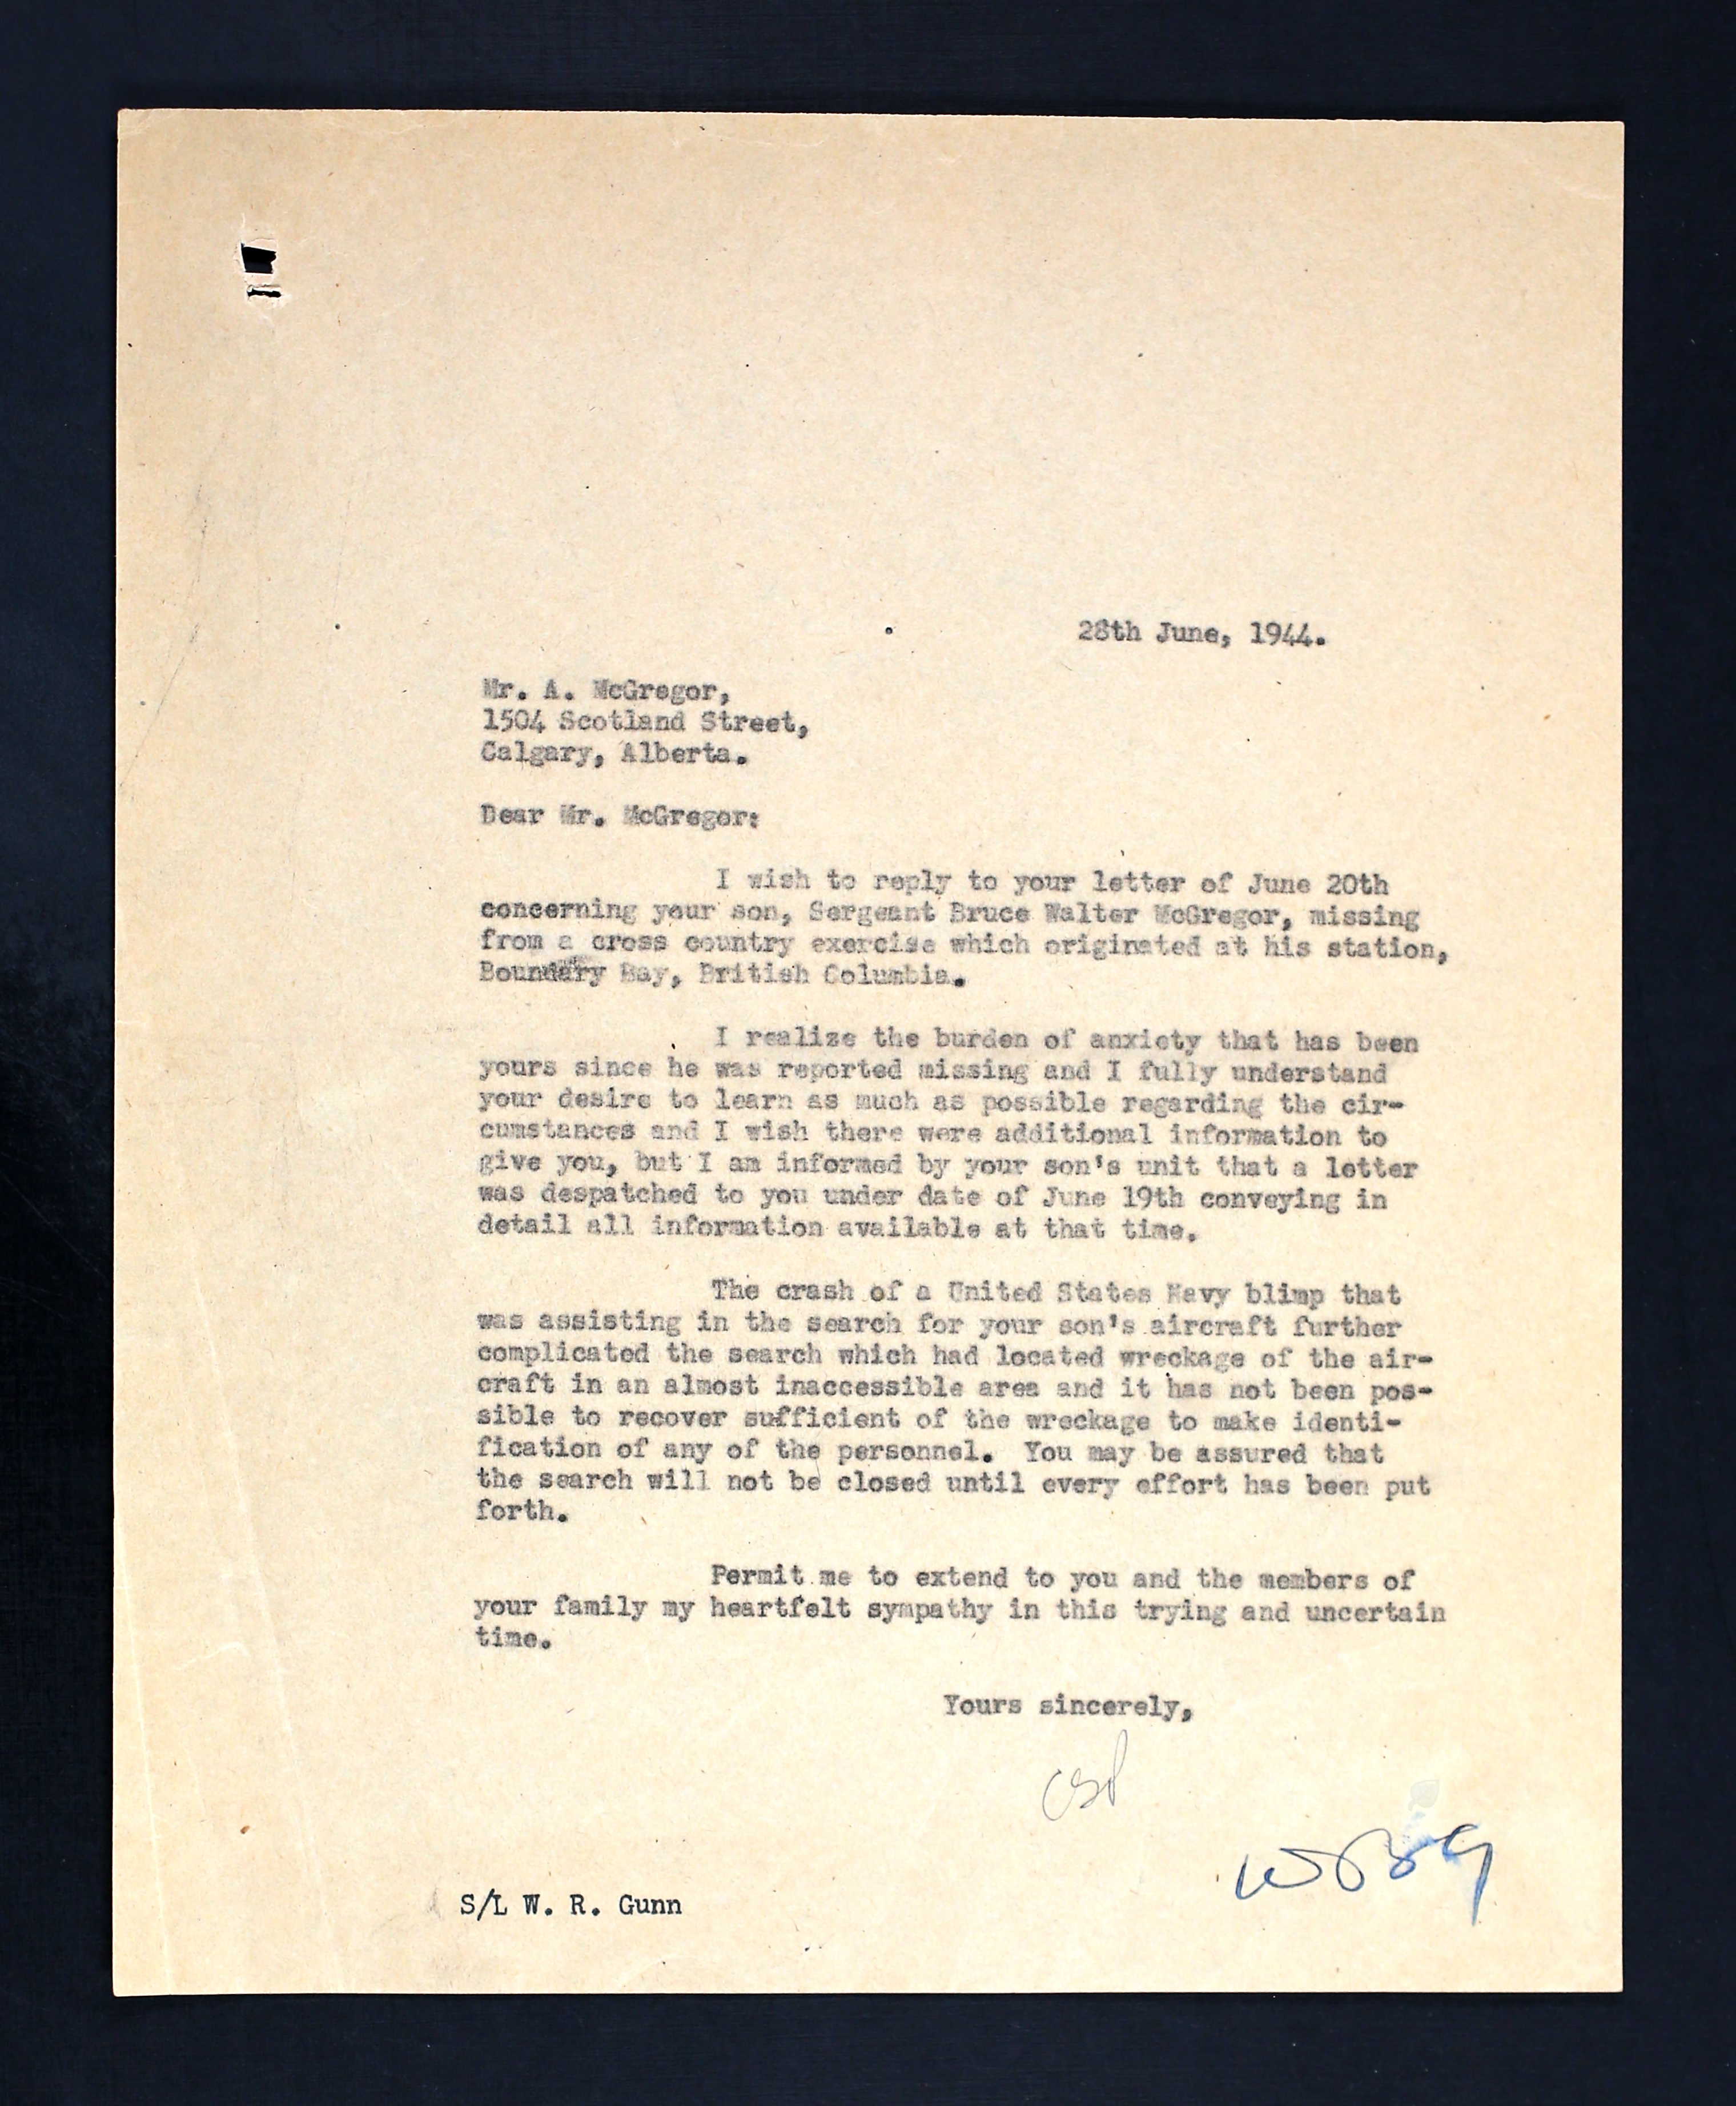 28th June, 1944.
Mr. A. McGregor,
1504 Scotland Street,
Calgary, Alberta.
Dear Mr. McGregor:
I wish to reply to your letter of June 20th
concerning your son, Sergeant Bruce Walter McGregor, missing
from a cross country exercise which originated at his station,
Boundary Bay, British Columbia.
I realize the burden of anxiety that has been
yours since he was reported missing and I fully understand
your desire to learn as much as possible regarding the cir-
cumstances and I wish there were additional information to
give you, but I am informed by your son's unit that a letter
was despatched to you under date of June 19th conveying in
detail all information available at that time.
The crash of a United States Navy blimp that
was assisting in the search for your son's aircraft further
complicated the search which had located wreckage of the air-
craft in an almost inaccessible area and it has not been pos-
sible to recover sufficient of the wreckage to make identi-
fication of any of the personnel. You may be assured that
the search will not be closed until every effort has been put
forth.
Permit me to extend to you and the members of
your family my heartfelt sympathy in this trying and uncertain
time.
Yours sincerely,
S/L W. R. Gunn